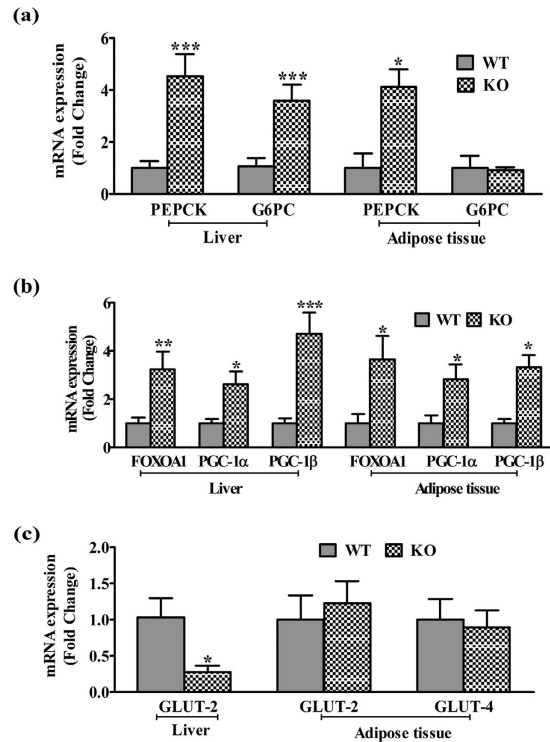 (a)
mRNA expression
(Fold Change)
6
4
2
0
***
***
*
WT
KO
PEPCK
G6PC
PEPCK
G6PC
Liver
Adipose tissue
(b)
mRNA expression
(Fold Change)
6
4
2
0
**
*
***
*
*
*
WT
KO
FOXOA1
PGC-1α
PGC-1β
FOXOA1
PGC-1α
PGC-1β
Liver
Adipose tissue
(c)
mRNA expression
(Fold Change)
2.0
1.5
1.0
0.5
0.0
*
WT
KO
GLUT-2
GLUT-2
GLUT-4
Liver
Adipose tissue